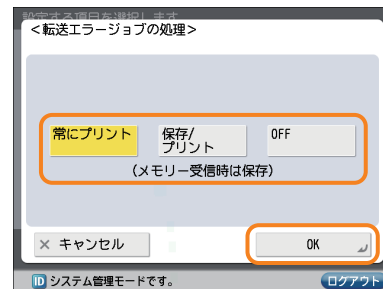 設定する項目を選択します
<転送エラージョブの処理>
常にプリント
保存/
プリント
OFF
(メモリー受信時は保存)
× キャンセル
OK
ID システム管理モードです。
ログアウト